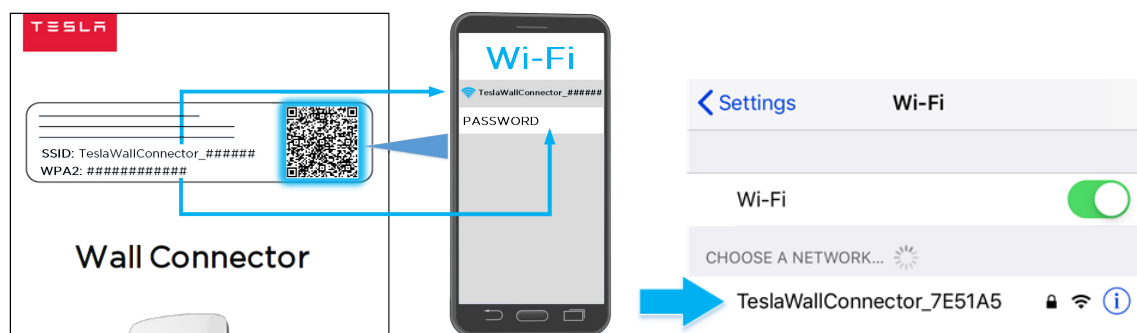 TESLA
SSID: TeslaWallConnector_######
WPA2: ############
Wall Connector
Wi-Fi
TeslaWallConnector_######
PASSWORD
Settings
Wi-Fi
Wi-Fi
CHOOSE A NETWORK...
TeslaWallConnector_7E51A5